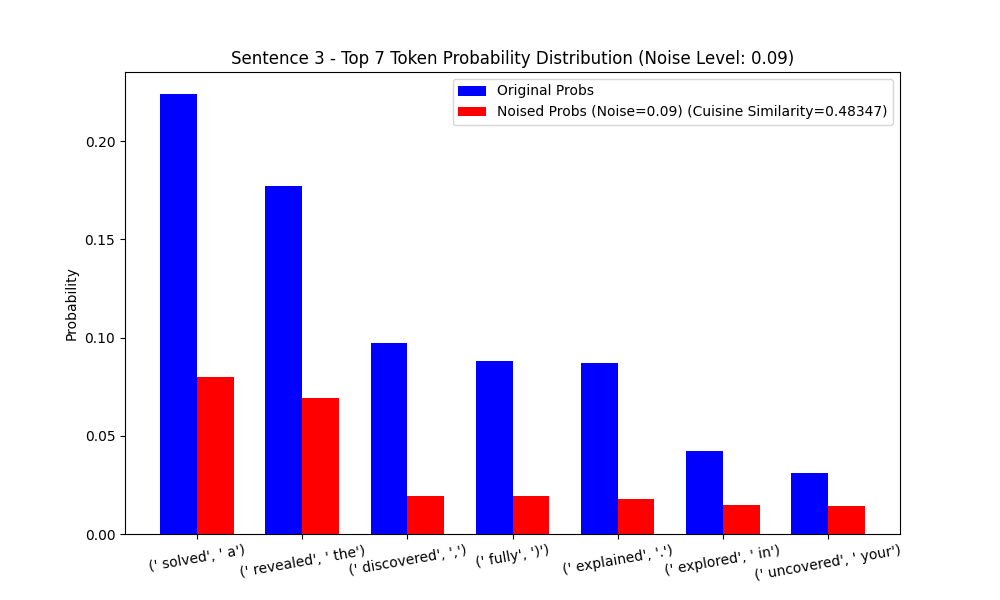 Sentence 3 - Top 7 Token Probability Distribution (Noise Level: 0.09)
Original Probs
Noised Probs (Noise=0.09) (Cuisine Similarity=0.48347)
Probability
0.20
0.15
0.10
0.05
0.00
(' solved', ' a')
(' revealed', ' the')
(' discovered', ',')
(' fully', ')')
(' explained', '.')
(' explored', ' in')
(' uncovered', ' your')